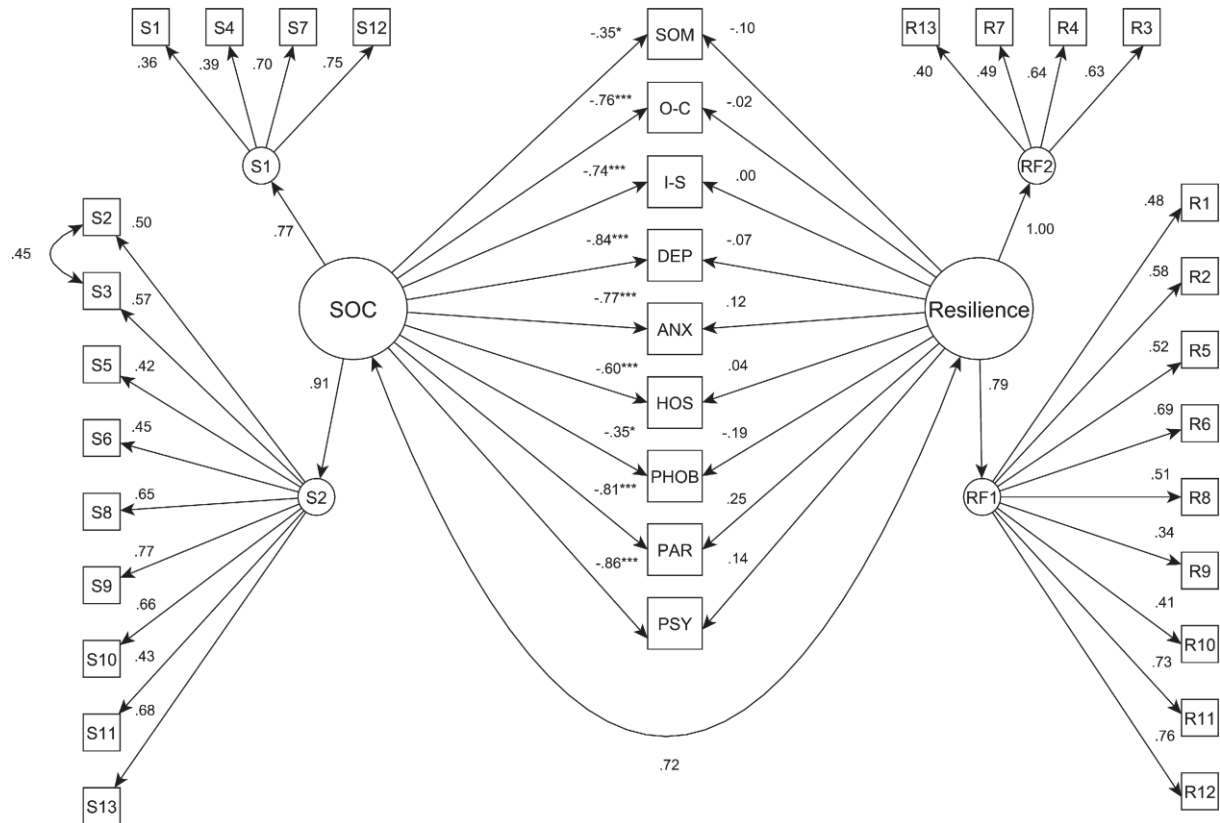 S1 S4 S7 S12 -.35* SOM -.10 R13 R7 R4 R3
.36 .39 .70 .75 .40 .49 .64 .63
-.76*** O-C -.02
S1 -.74*** I-S .00 RF2
S2 .50 .48 R1
.45 .77 -.84*** DEP -.07 1.00
S3 .57 SOC -.77*** ANX .12 Resilience .58 R2
S5 .42 .52 R5
.91 -.60*** HOS .04 .79
S6 .45 .69 R6
-.35* PHOB -.19
S8 .65 S2 RF1 .51 R8
-.81*** PAR .25
S9 .77 .34 R9
-.86*** PSY .14
S10 .66 .41 R10
S11 .43 .73 R11
S13 .68 .76 R12
.72